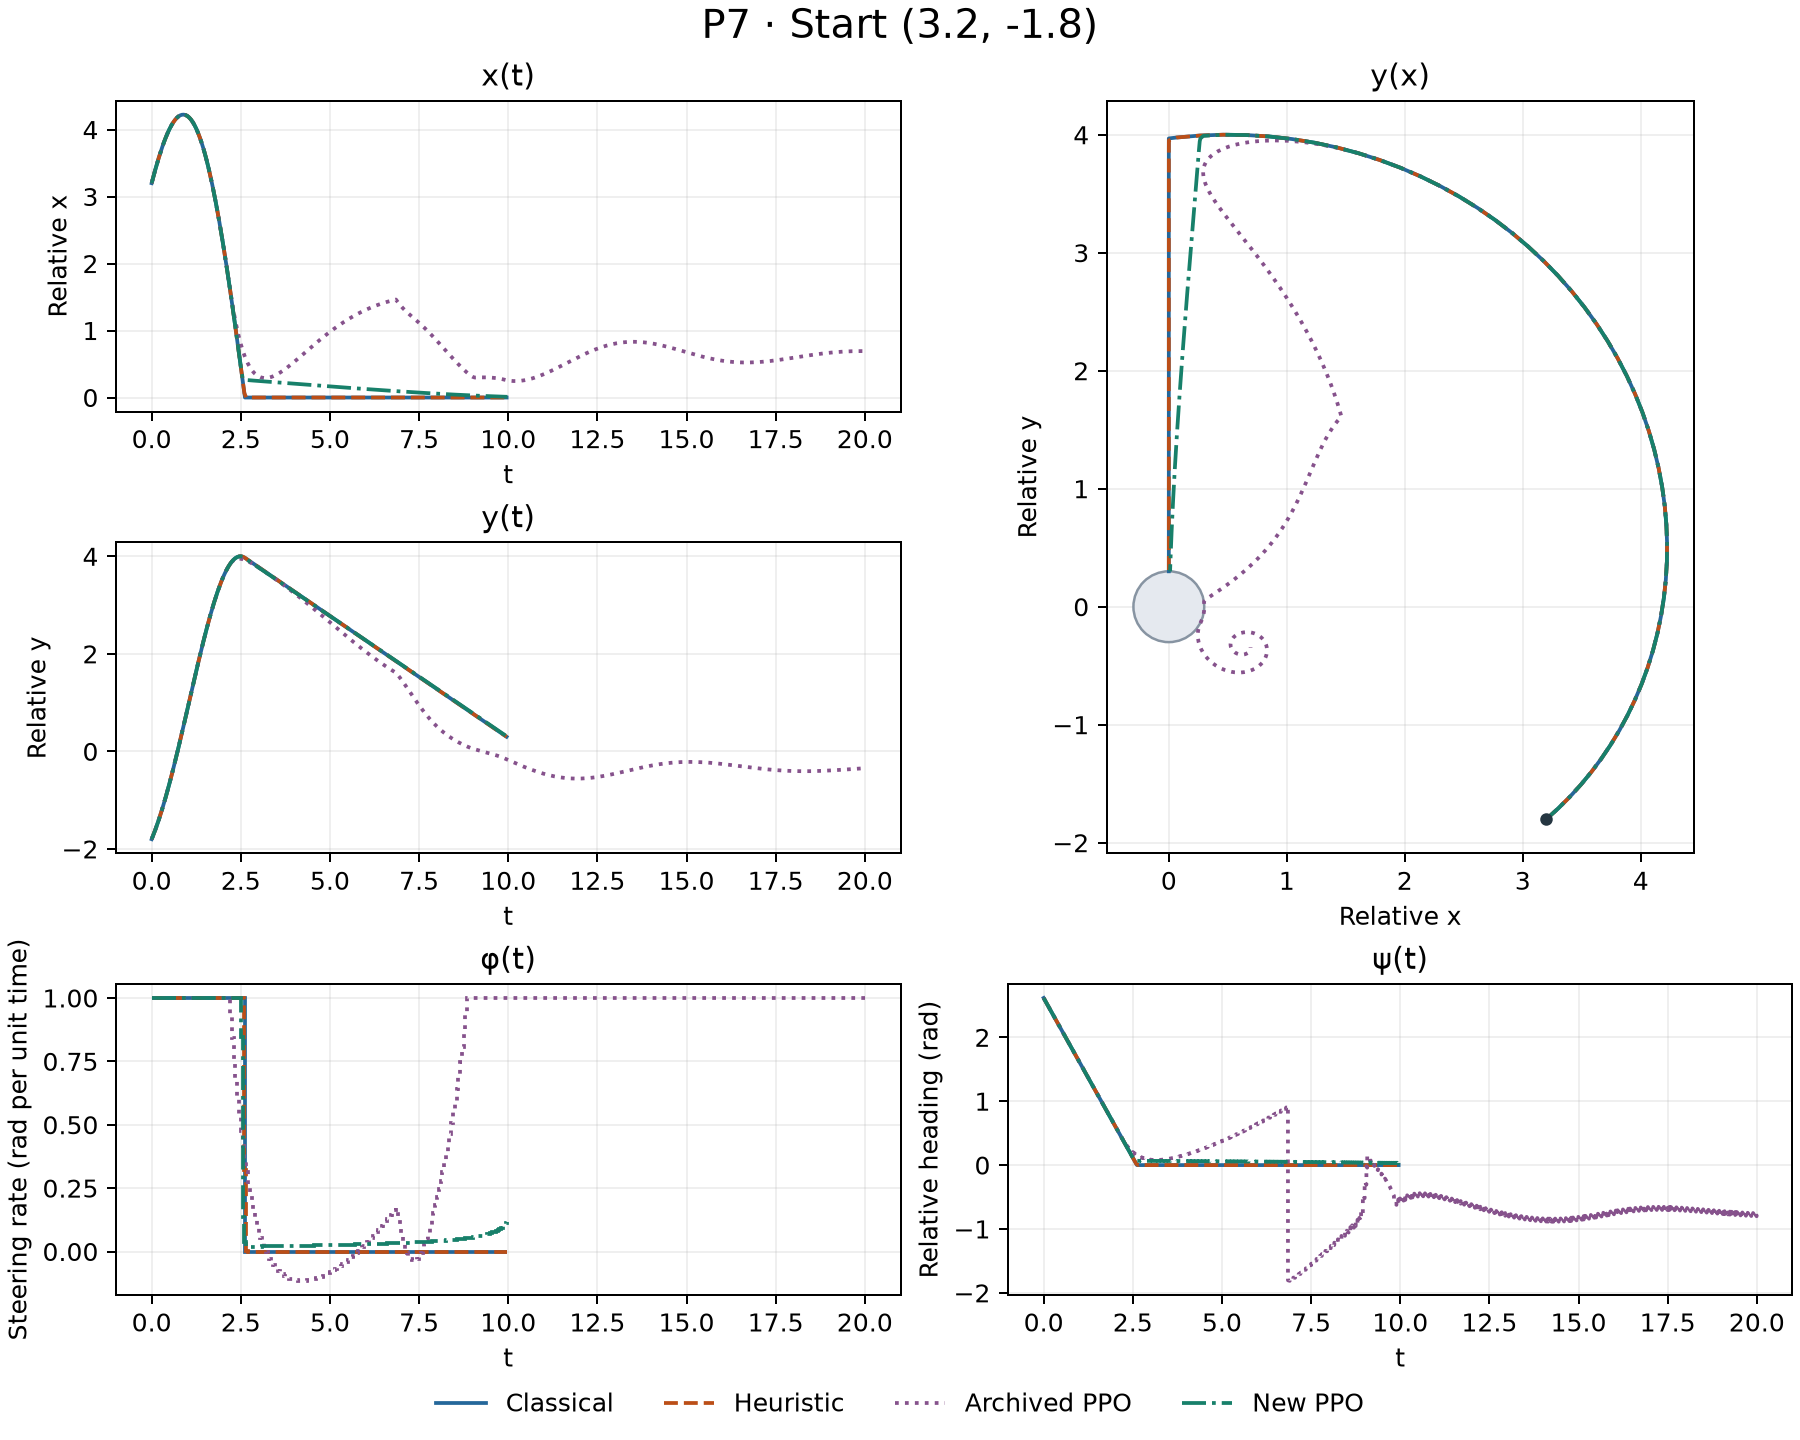 P7 · Start (3.2, -1.8)
x(t)
Relative x
4
3
2
1
0
0.0 2.5 5.0 7.5 10.0 12.5 15.0 17.5 20.0
t
y(x)
Relative y
4
3
2
1
0
−1
−2
0 1 2 3 4
Relative x
y(t)
Relative y
4
2
0
−2
0.0 2.5 5.0 7.5 10.0 12.5 15.0 17.5 20.0
t
φ(t)
Steering rate (rad per unit time)
1.00
0.75
0.50
0.25
0.00
0.0 2.5 5.0 7.5 10.0 12.5 15.0 17.5 20.0
t
ψ(t)
Relative heading (rad)
2
1
0
−1
−2
0.0 2.5 5.0 7.5 10.0 12.5 15.0 17.5 20.0
t
Classical Heuristic Archived PPO New PPO